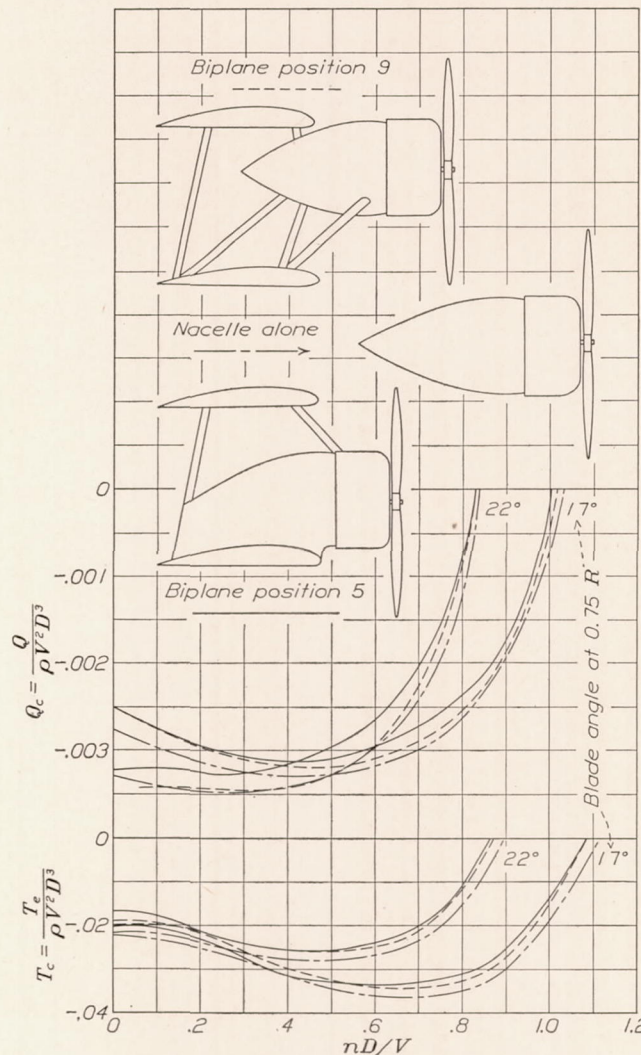 Biplane position 9
Nacelle alone
Biplane position 5
0
-.001
-.002
-.003
Q_c = Q / ρV²D³
22°
17°
Blade angle at 0.75 R
0
-.02
-.04
T_c = T_e / ρV²D³
22°
17°
0 .2 .4 .6 .8 1.0 1.2
nD/V